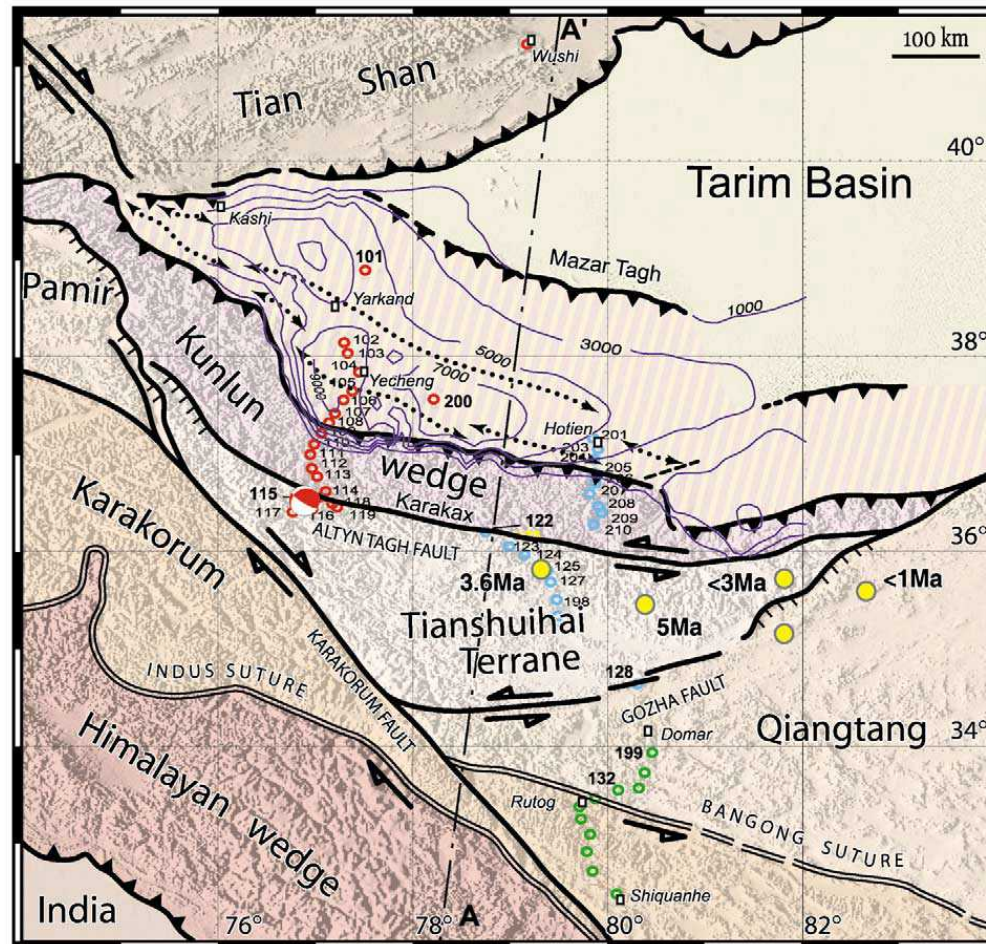 A'
100 km
Wushi
Tian Shan
40°
Tarim Basin
Kashi
101
Mazar Tagh
Pamir
Yarkand
1000
Kunlun
102
103
5000
3000
38°
104
Yecheng
7000
9000
105
106
200
107
108
Hotien
201
203
205
111
wedge
207
112
113
208
114
Karakax
209
115
118
122
210
117
116
119
36°
Karakorum
ALTYN TAGH FAULT
123
124
<3Ma
<1Ma
125
3.6Ma
127
198
5Ma
Tianshuihai
Terrane
INDUS SUTURE
KARAKORUM FAULT
128
GOZHA FAULT
Qiangtang
34°
Domar
199
Himalayan wedge
132
Rutog
BANGONG SUTURE
Shiquanhe
India
76°
78°
A
80°
82°